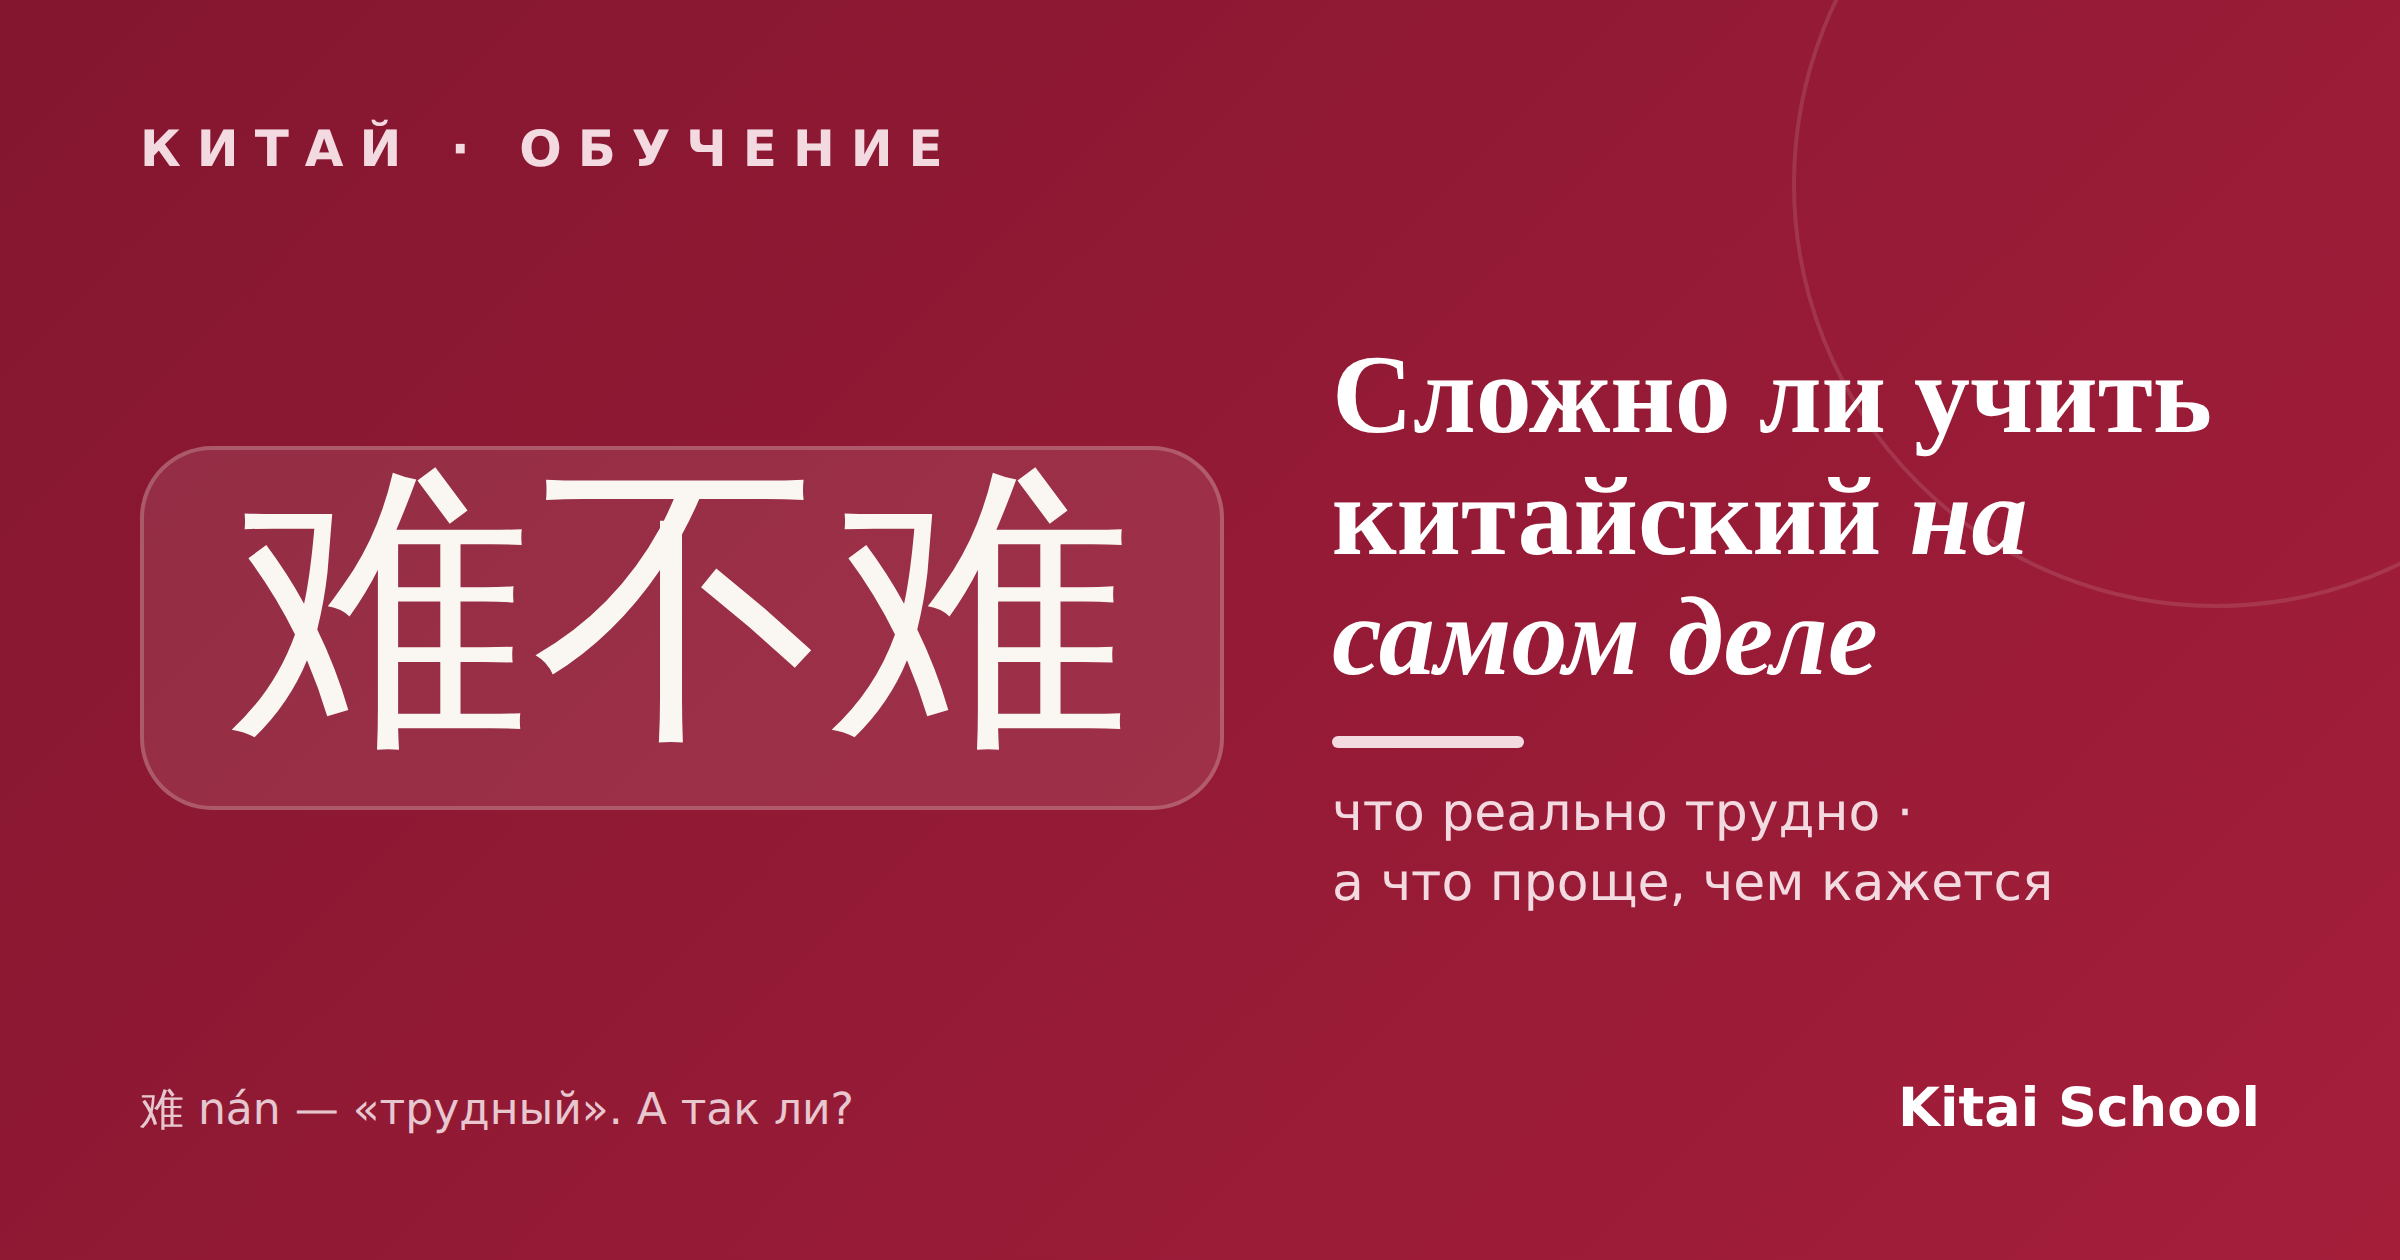 КИТАЙ · ОБУЧЕНИЕ
难不难
Сложно ли учить
китайский на
самом деле
что реально трудно ·
а что проще, чем кажется
难 nán — «трудный». А так ли?
Kitai School